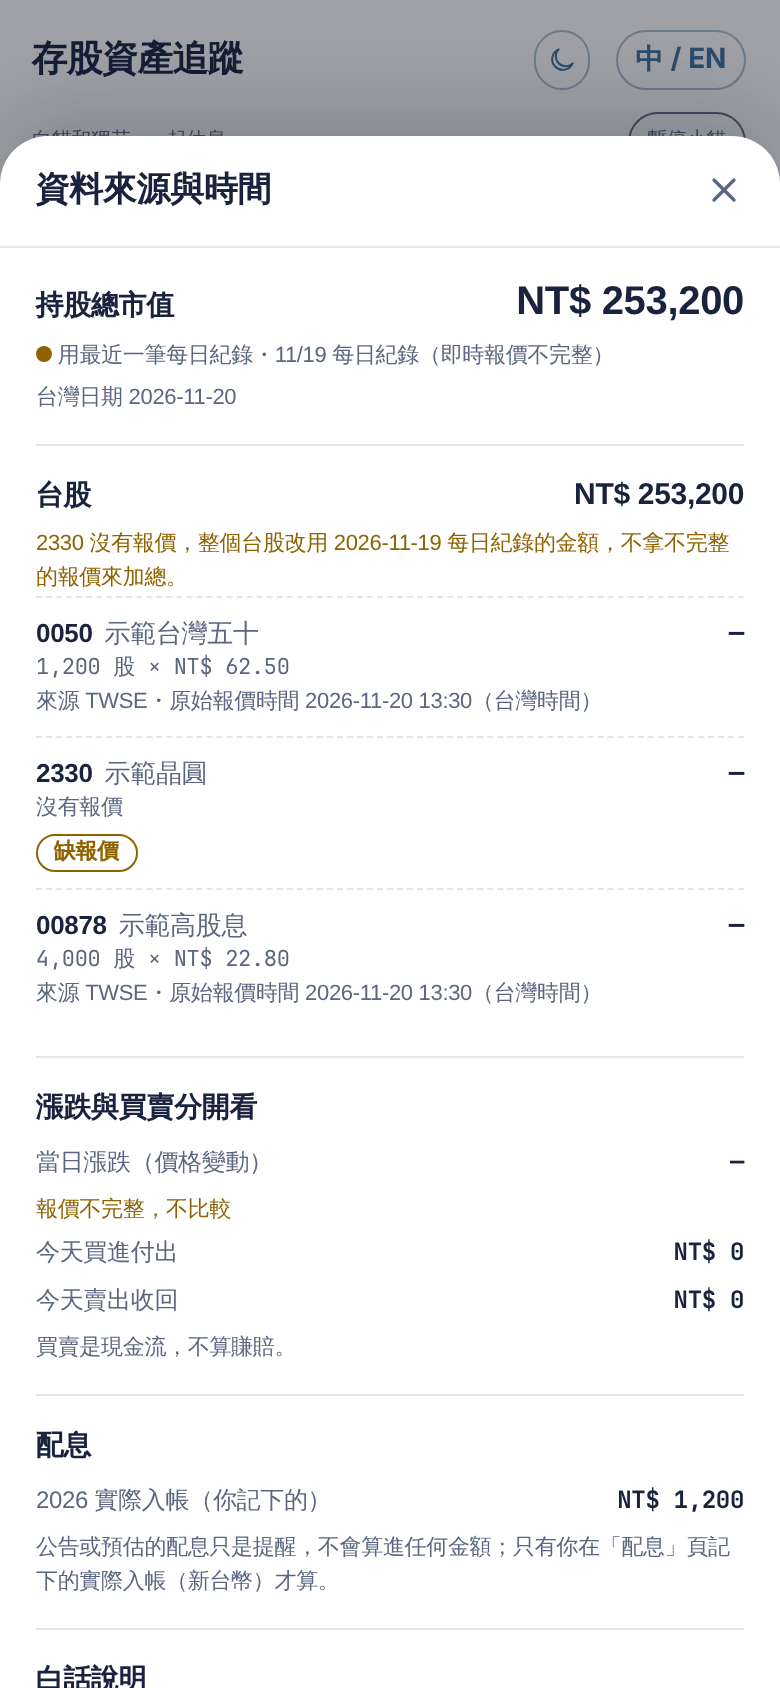 存股資產追蹤
中 / EN
資料來源與時間
持股總市值 NT$ 253,200
用最近一筆每日紀錄・11/19 每日紀錄（即時報價不完整）
台灣日期 2026-11-20
台股 NT$ 253,200
2330 沒有報價，整個台股改用 2026-11-19 每日紀錄的金額，不拿不完整
的報價來加總。
0050 示範台灣五十 –
1,200 股 × NT$ 62.50
來源 TWSE・原始報價時間 2026-11-20 13:30（台灣時間）
2330 示範晶圓 –
沒有報價
缺報價
00878 示範高股息 –
4,000 股 × NT$ 22.80
來源 TWSE・原始報價時間 2026-11-20 13:30（台灣時間）
漲跌與買賣分開看
當日漲跌（價格變動） –
報價不完整，不比較
今天買進付出 NT$ 0
今天賣出收回 NT$ 0
買賣是現金流，不算賺賠。
配息
2026 實際入帳（你記下的） NT$ 1,200
公告或預估的配息只是提醒，不會算進任何金額；只有你在「配息」頁記
下的實際入帳（新台幣）才算。
白話說明